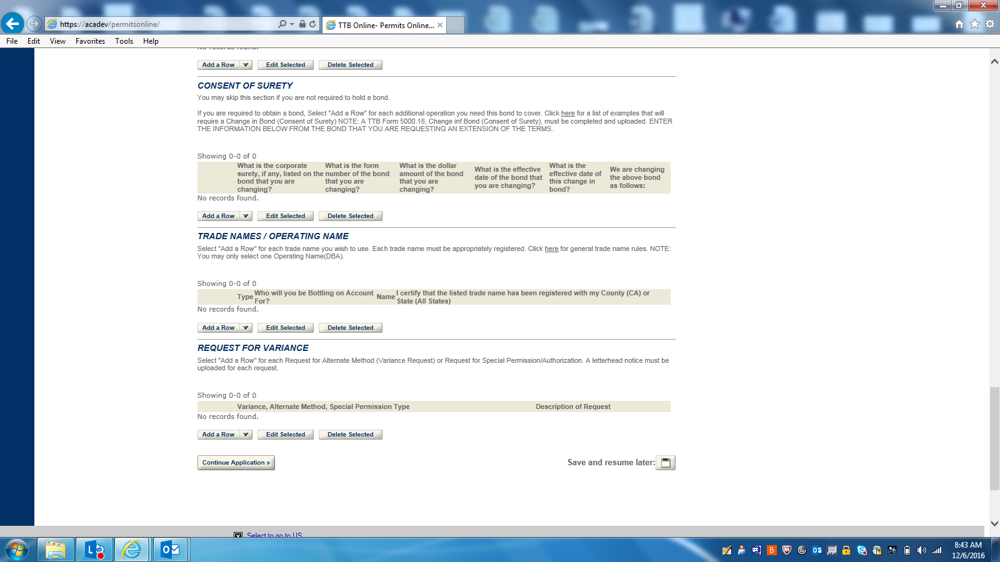 https://acadev/permitsonline/
TTB Online- Permits Online...
File Edit View Favorites Tools Help
No records found.
Add a Row Edit Selected Delete Selected
CONSENT OF SURETY
You may skip this section if you are not required to hold a bond.
If you are required to obtain a bond, Select "Add a Row" for each additional operation you need this bond to cover. Click here for a list of examples that will
require a Change in Bond (Consent of Surety) NOTE: A TTB Form 5000.18, Change inf Bond (Consent of Surety), must be completed and uploaded. ENTER
THE INFORMATION BELOW FROM THE BOND THAT YOU ARE REQUESTING AN EXTENSION OF THE TERMS.
Showing 0-0 of 0
What is the corporate
surety, if any, listed on the
bond that you are
changing?
What is the form
number of the bond
that you are
changing?
What is the dollar
amount of the bond
that you are
changing?
What is the effective
date of the bond that
you are changing?
What is the
effective date of
this change in
bond?
We are changing
the above bond
as follows:
No records found.
Add a Row Edit Selected Delete Selected
TRADE NAMES / OPERATING NAME
Select "Add a Row" for each trade name you wish to use. Each trade name must be appropriately registered. Click here for general trade name rules. NOTE:
You may only select one Operating Name(DBA).
Showing 0-0 of 0
Type
Who will you be Bottling on Account
For?
Name
I certify that the listed trade name has been registered with my County (CA) or
State (All States)
No records found.
Add a Row Edit Selected Delete Selected
REQUEST FOR VARIANCE
Select "Add a Row" for each Request for Alternate Method (Variance Request) or Request for Special Permission/Authorization. A letterhead notice must be
uploaded for each request.
Showing 0-0 of 0
Variance, Alternate Method, Special Permission Type Description of Request
No records found.
Add a Row Edit Selected Delete Selected
Continue Application » Save and resume later:
Select to go to US
8:43 AM
12/6/2016